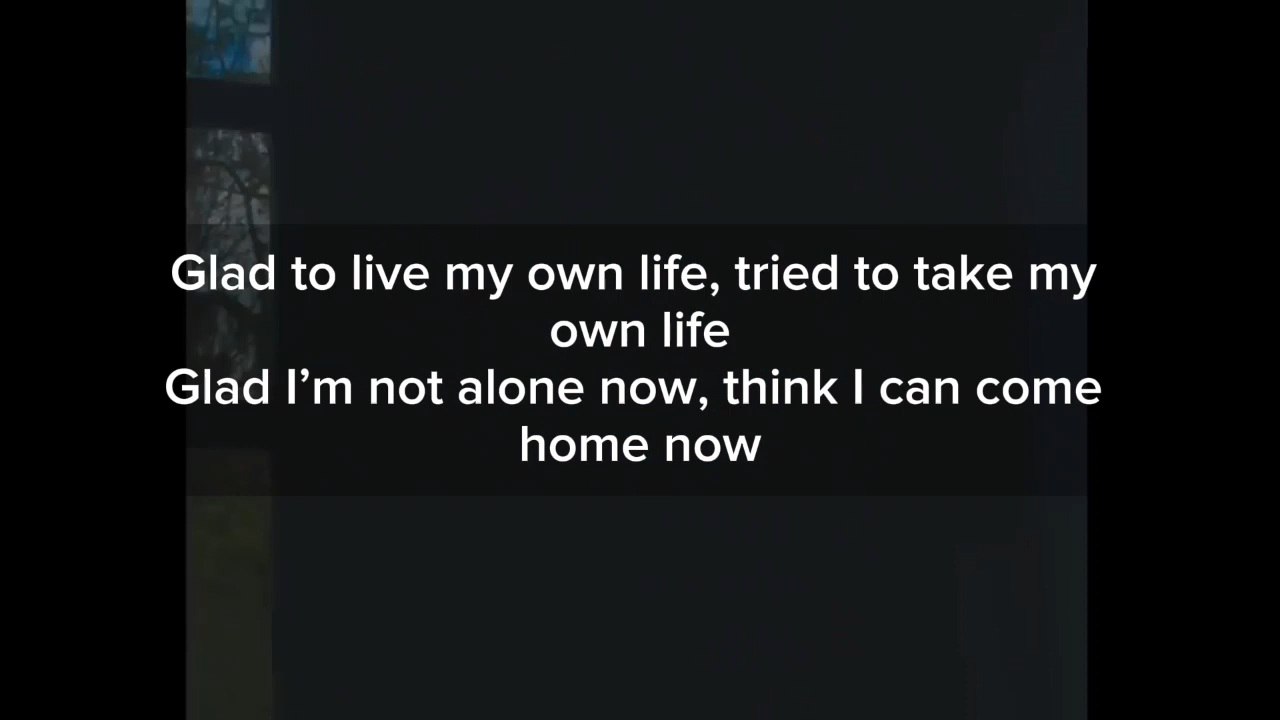 Glad to live my own life, tried to take my
own life
Glad I’m not alone now, think I can come
home now